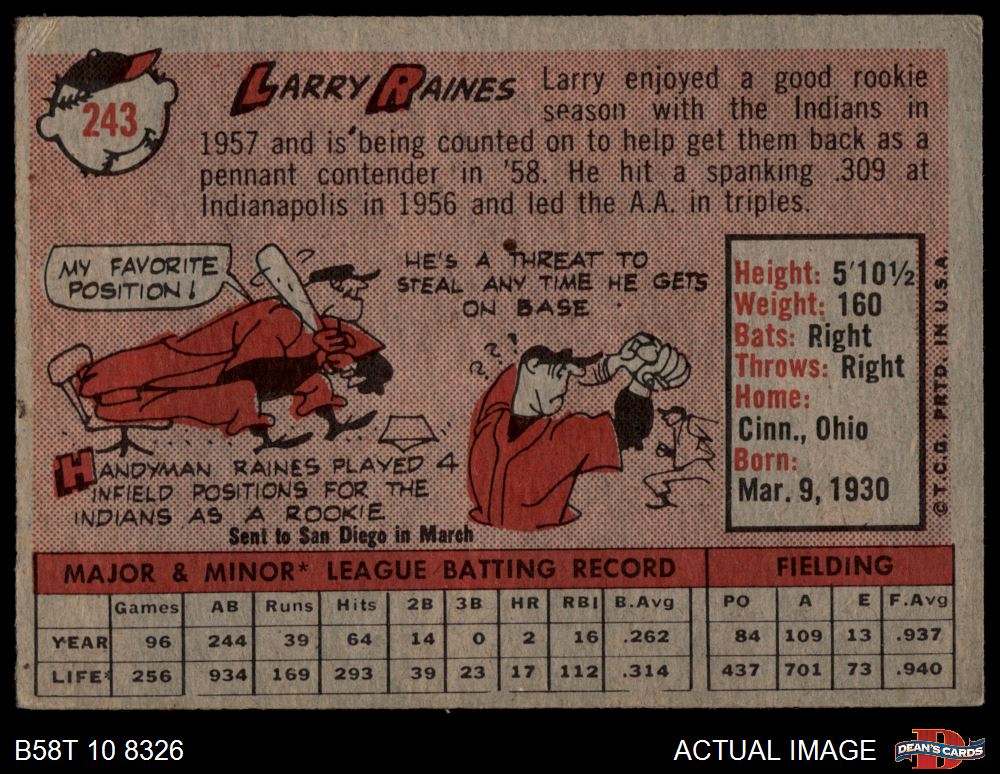 243
LARRY RAINES
Larry enjoyed a good rookie
season with the Indians in
1957 and is being counted on to help get them back as a
pennant contender in '58. He hit a spanking .309 at
Indianapolis in 1956 and led the A.A. in triples.
MY FAVORITE
POSITION!
HE'S A THREAT TO
STEAL ANY TIME HE GETS
ON BASE
? ? ? ?
? ? ?
HANDYMAN RAINES PLAYED 4
INFIELD POSITIONS FOR THE
INDIANS AS A ROOKIE
Sent to San Diego in March
Height: 5'10½
Weight: 160
Bats: Right
Throws: Right
Home:
Cinn., Ohio
Born:
Mar. 9, 1930
© T.C.G. PRTD. IN U.S.A.
MAJOR & MINOR* LEAGUE BATTING RECORD FIELDING
Games AB Runs Hits 2B 3B HR RBI B.Avg PO A E F.Avg
YEAR 96 244 39 64 14 0 2 16 .262 84 109 13 .937
LIFE* 256 934 169 293 39 23 17 112 .314 437 701 73 .940
B58T 10 8326
ACTUAL IMAGE
D
DEAN'S CARDS